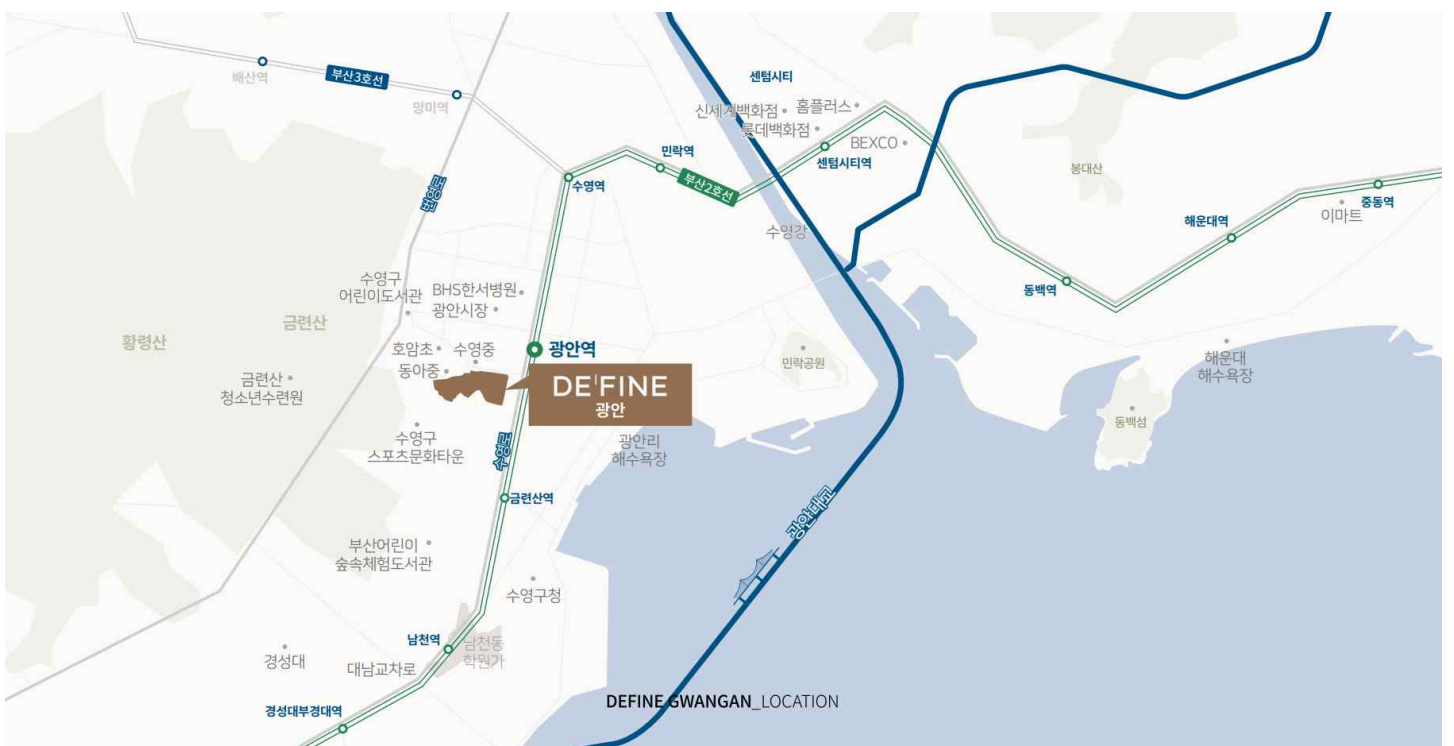 배산역
부산3호선
망미역
센텀시티
신세계백화점
홈플러스
롯데백화점
BEXCO
센텀시티역
민락역
부산2호선
수영역
번영로
수영강
봉대산
해운대역
이마트
중동역
동백역
수영구
어린이도서관
BHS한서병원
광안시장
황령산
금련산
호암초
수영중
동아중
광안역
DE'FINE
광안
민락공원
해운대
해수욕장
동백섬
금련산
청소년수련원
수영구
스포츠문화타운
수영로
광안리
해수욕장
금련산역
광안대교
부산어린이
숲속체험도서관
수영구청
남천역
남천동
학원가
경성대
대남교차로
경성대부경대역
DEFINE GWANGAN_LOCATION